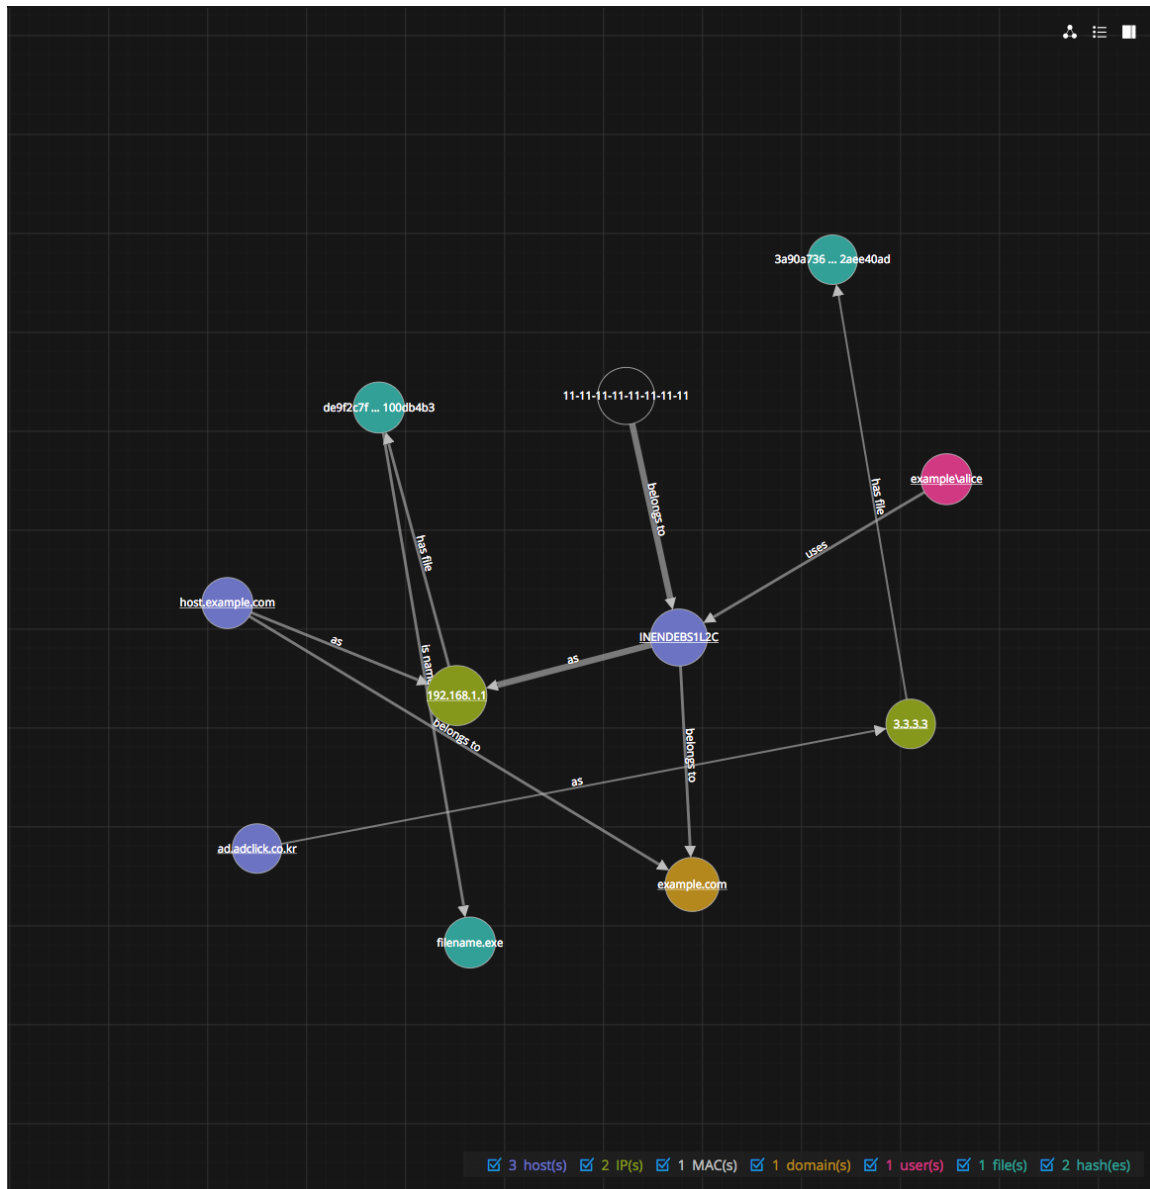 3a90a736 ... 2aee40ad
11-11-11-11-11-11-11-11
de9f2c7f ... 100db4b3
example\alice
has file
belongs to
uses
has file
host.example.com
as
is name
INENDEBS1L2C
as
192.168.1.1
3.3.3.3
belongs to
belongs to
as
ad.adclick.co.kr
example.com
filename.exe
3 host(s) 2 IP(s) 1 MAC(s) 1 domain(s) 1 user(s) 1 file(s) 2 hash(es)